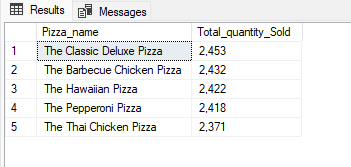 Results Messages
Pizza_name Total_quantity_Sold
1 The Classic Deluxe Pizza 2,453
2 The Barbecue Chicken Pizza 2,432
3 The Hawaiian Pizza 2,422
4 The Pepperoni Pizza 2,418
5 The Thai Chicken Pizza 2,371